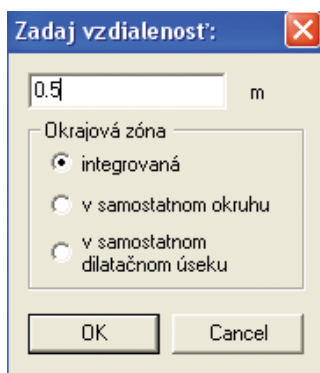 Zadaj vzdialenosť:
0.5 m
Okrajová zóna
integrovaná
v samostatnom okruhu
v samostatnom
dilatačnom úseku
OK Cancel